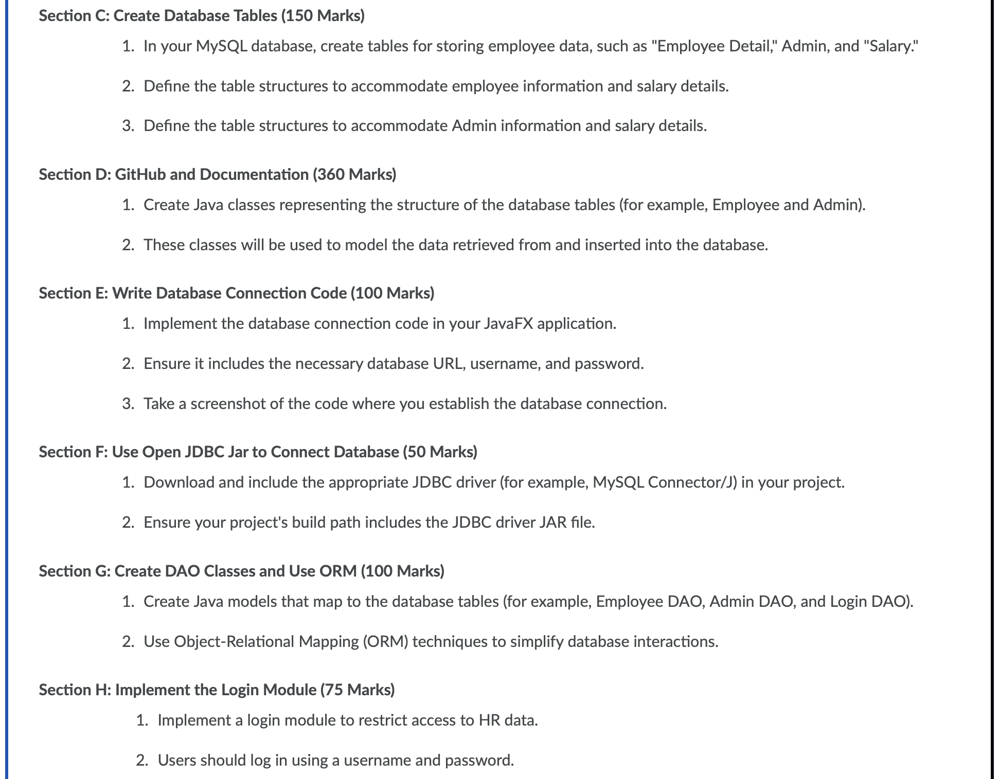 Section C: Create Database Tables (150 Marks)
1. In your MySQL database, create tables for storing employee data, such as "Employee Detail," Admin, and "Salary."
2. Define the table structures to accommodate employee information and salary details.
3. Define the table structures to accommodate Admin information and salary details.
Section D: GitHub and Documentation (360 Marks)
1. Create Java classes representing the structure of the database tables (for example, Employee and Admin).
2. These classes will be used to model the data retrieved from and inserted into the database.
Section E: Write Database Connection Code (100 Marks)
1. Implement the database connection code in your JavaFX application.
2. Ensure it includes the necessary database URL, username, and password.
3. Take a screenshot of the code where you establish the database connection.
Section F: Use Open JDBC Jar to Connect Database (50 Marks)
1. Download and include the appropriate JDBC driver (for example, MySQL Connector/J) in your project.
2. Ensure your project's build path includes the JDBC driver JAR file.
Section G: Create DAO Classes and Use ORM (100 Marks)
1. Create Java models that map to the database tables (for example, Employee DAO, Admin DAO, and Login DAO).
2. Use Object-Relational Mapping (ORM) techniques to simplify database interactions.
Section H: Implement the Login Module (75 Marks)
1. Implement a login module to restrict access to HR data.
2. Users should log in using a username and password.